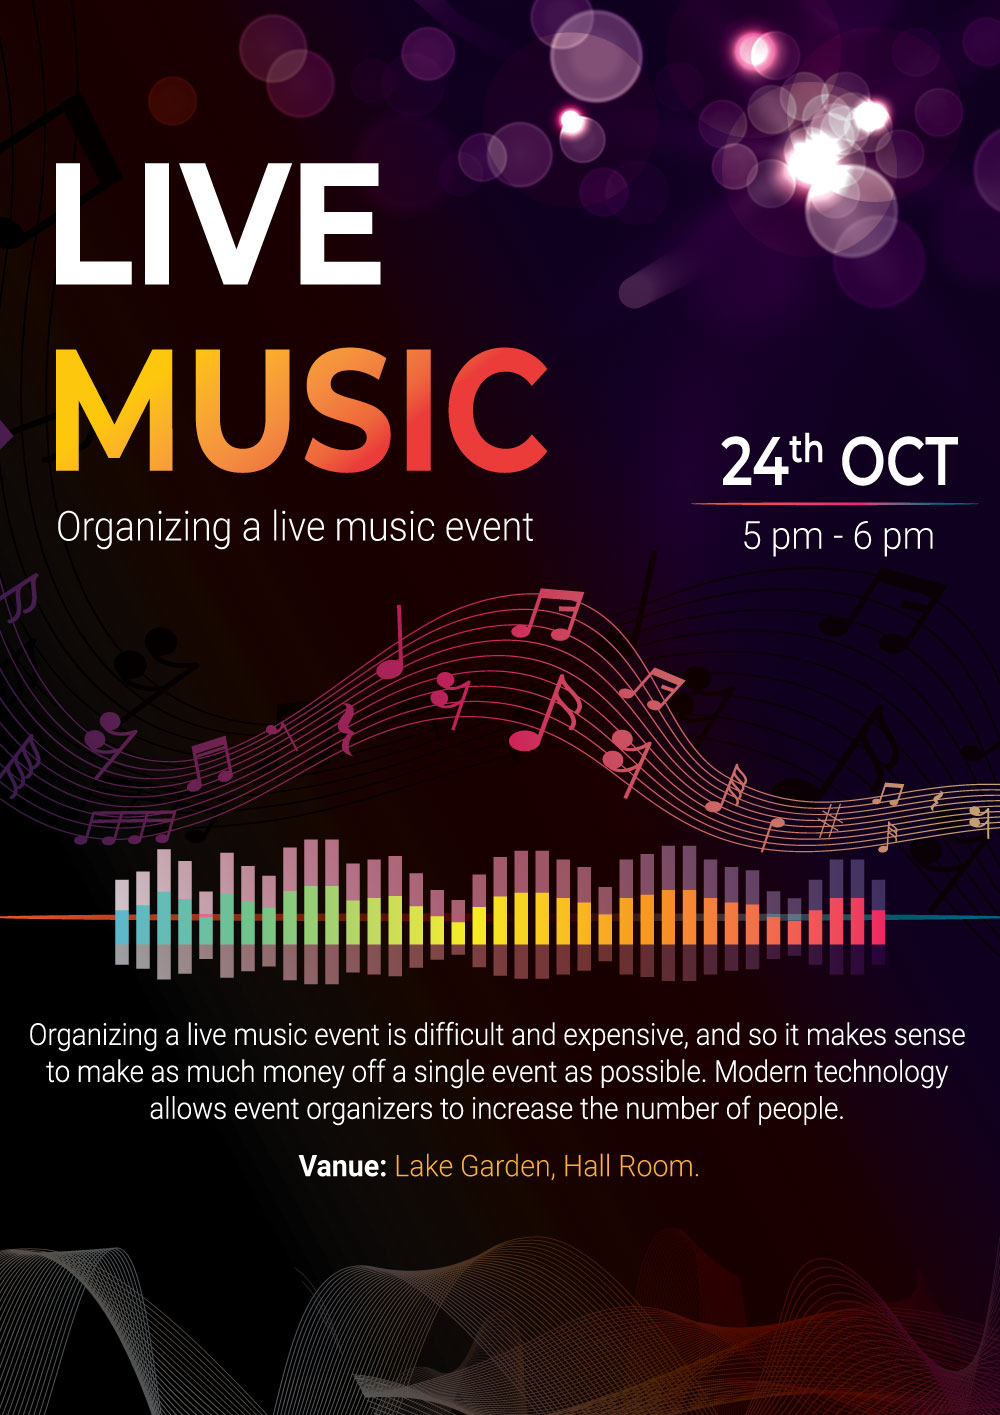 LIVE
MUSIC
Organizing a live music event
24th OCT
5 pm - 6 pm
Organizing a live music event is difficult and expensive, and so it makes sense
to make as much money off a single event as possible. Modern technology
allows event organizers to increase the number of people.
Vanue: Lake Garden, Hall Room.